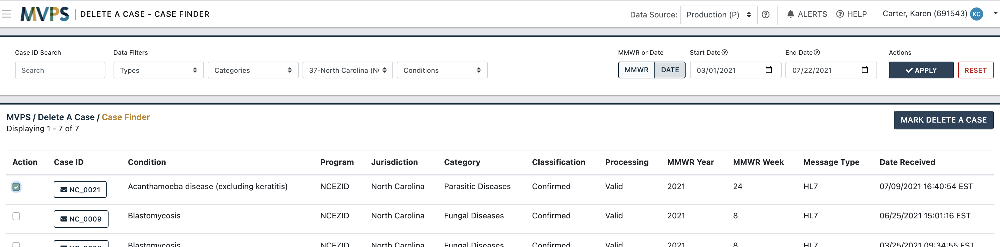 MVPS | DELETE A CASE - CASE FINDER Data Source: Production (P) ALERTS HELP Carter, Karen (691543) KC
Case ID Search Data Filters MMWR or Date Start Date End Date Actions
Search Types Categories 37-North Carolina (N Conditions MMWR DATE 03/01/2021 07/22/2021 APPLY RESET
MVPS / Delete A Case / Case Finder
Displaying 1 - 7 of 7
MARK DELETE A CASE
Action Case ID Condition Program Jurisdiction Category Classification Processing MMWR Year MMWR Week Message Type Date Received
NC_0021 Acanthamoeba disease (excluding keratitis) NCEZID North Carolina Parasitic Diseases Confirmed Valid 2021 24 HL7 07/09/2021 16:40:54 EST
NC_0009 Blastomycosis NCEZID North Carolina Fungal Diseases Confirmed Valid 2021 8 HL7 06/25/2021 15:01:16 EST
Blastomycosis NCEZID North Carolina Fungal Diseases Confirmed Valid 2021 8 HL7 03/25/2021 09:34:55 EST